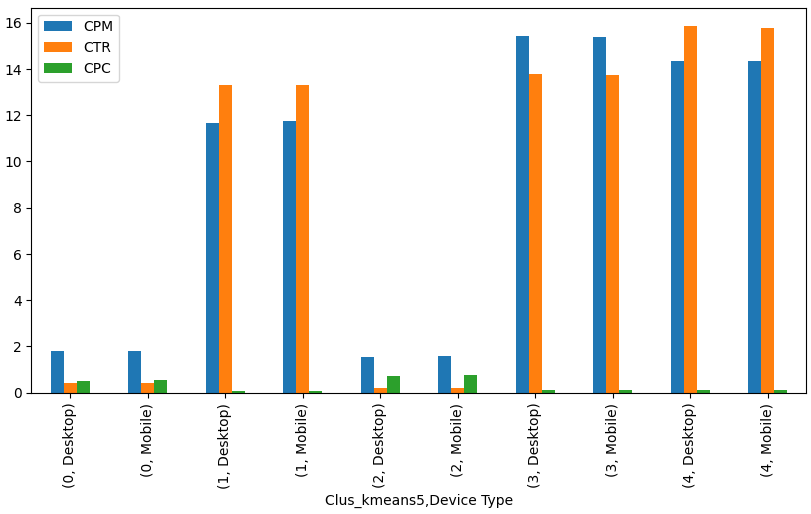 CPM
CTR
CPC
16
14
12
10
8
6
4
2
0
(0, Desktop)
(0, Mobile)
(1, Desktop)
(1, Mobile)
(2, Desktop)
(2, Mobile)
(3, Desktop)
(3, Mobile)
(4, Desktop)
(4, Mobile)
Clus_kmeans5,Device Type